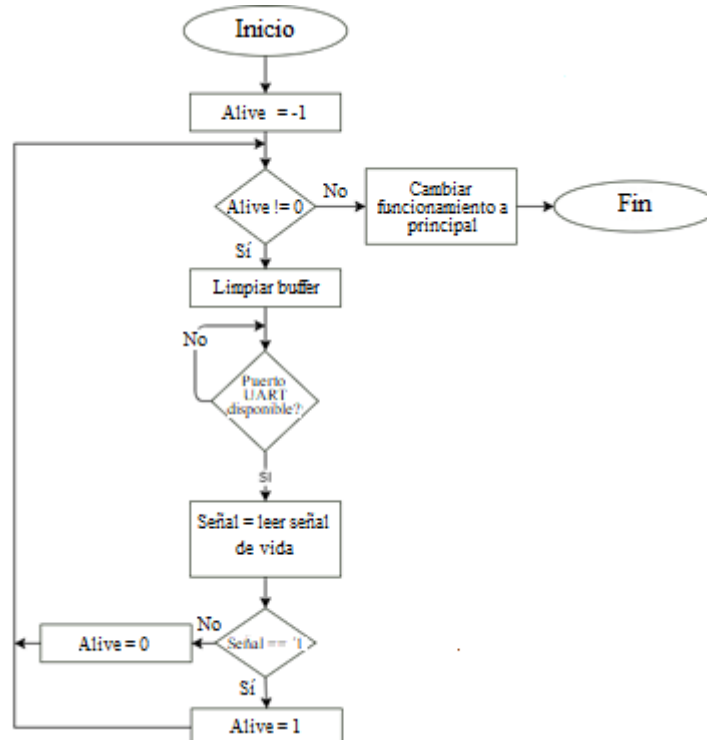 Inicio
Alive = -1
Alive != 0
No
Cambiar
funcionamiento a
principal
Fin
Sí
Limpiar buffer
No
Puerto
UART
disponible?
Si
Señal = leer señal
de vida
Señal == '1
No
Alive = 0
Sí
Alive = 1